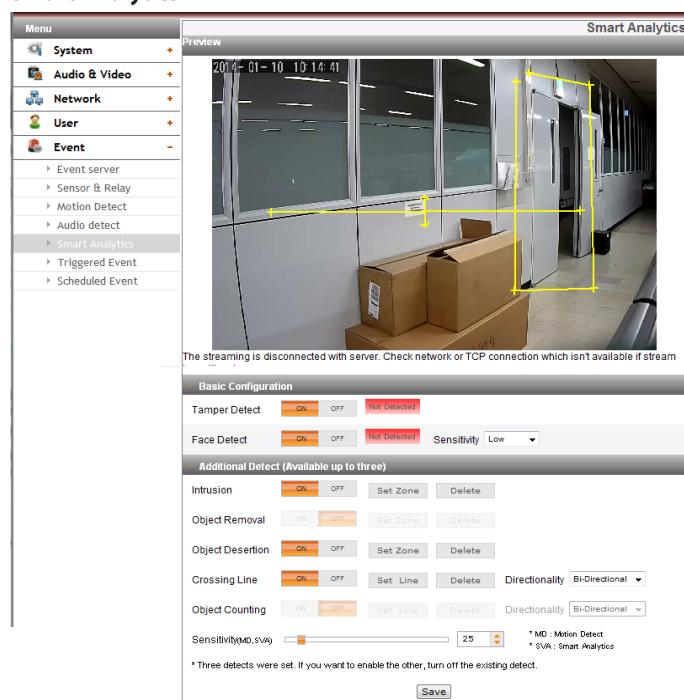 Menu
Smart Analytics
System +
Audio & Video +
Network +
User +
Event -
Event server
Sensor & Relay
Motion Detect
Audio detect
Smart Analytics
Triggered Event
Scheduled Event
Preview
2014-01-10 10:14:41
The streaming is disconnected with server. Check network or TCP connection which isn't available if stream
Basic Configuration
Tamper Detect ON OFF Not Detected
Face Detect ON OFF Not Detected Sensitivity Low
Additional Detect (Available up to three)
Intrusion ON OFF Set Zone Delete
Object Removal ON OFF Set Zone Delete
Object Desertion ON OFF Set Zone Delete
Crossing Line ON OFF Set Line Delete Directionality Bi-Directional
Object Counting ON OFF Set Line Delete Directionality Bi-Directional
Sensitivity(MD,SVA) 25 * MD : Motion Detect
* SVA : Smart Analytics
* Three detects were set. If you want to enable the other, turn off the existing detect.
Save